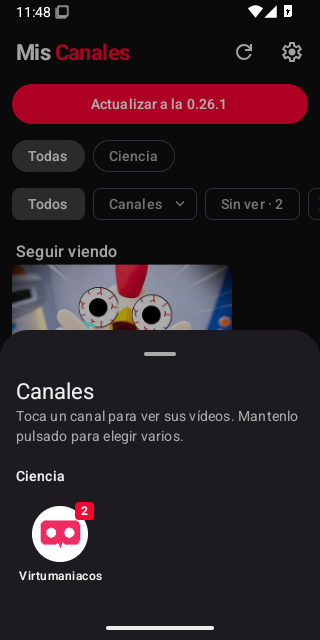 11:48
Mis Canales
Actualizar a la 0.26.1
Todas
Ciencia
Todos
Canales
Sin ver · 2
Seguir viendo
Canales
Toca un canal para ver sus vídeos. Mantenlo
pulsado para elegir varios.
Ciencia
2
Virtumaniacos